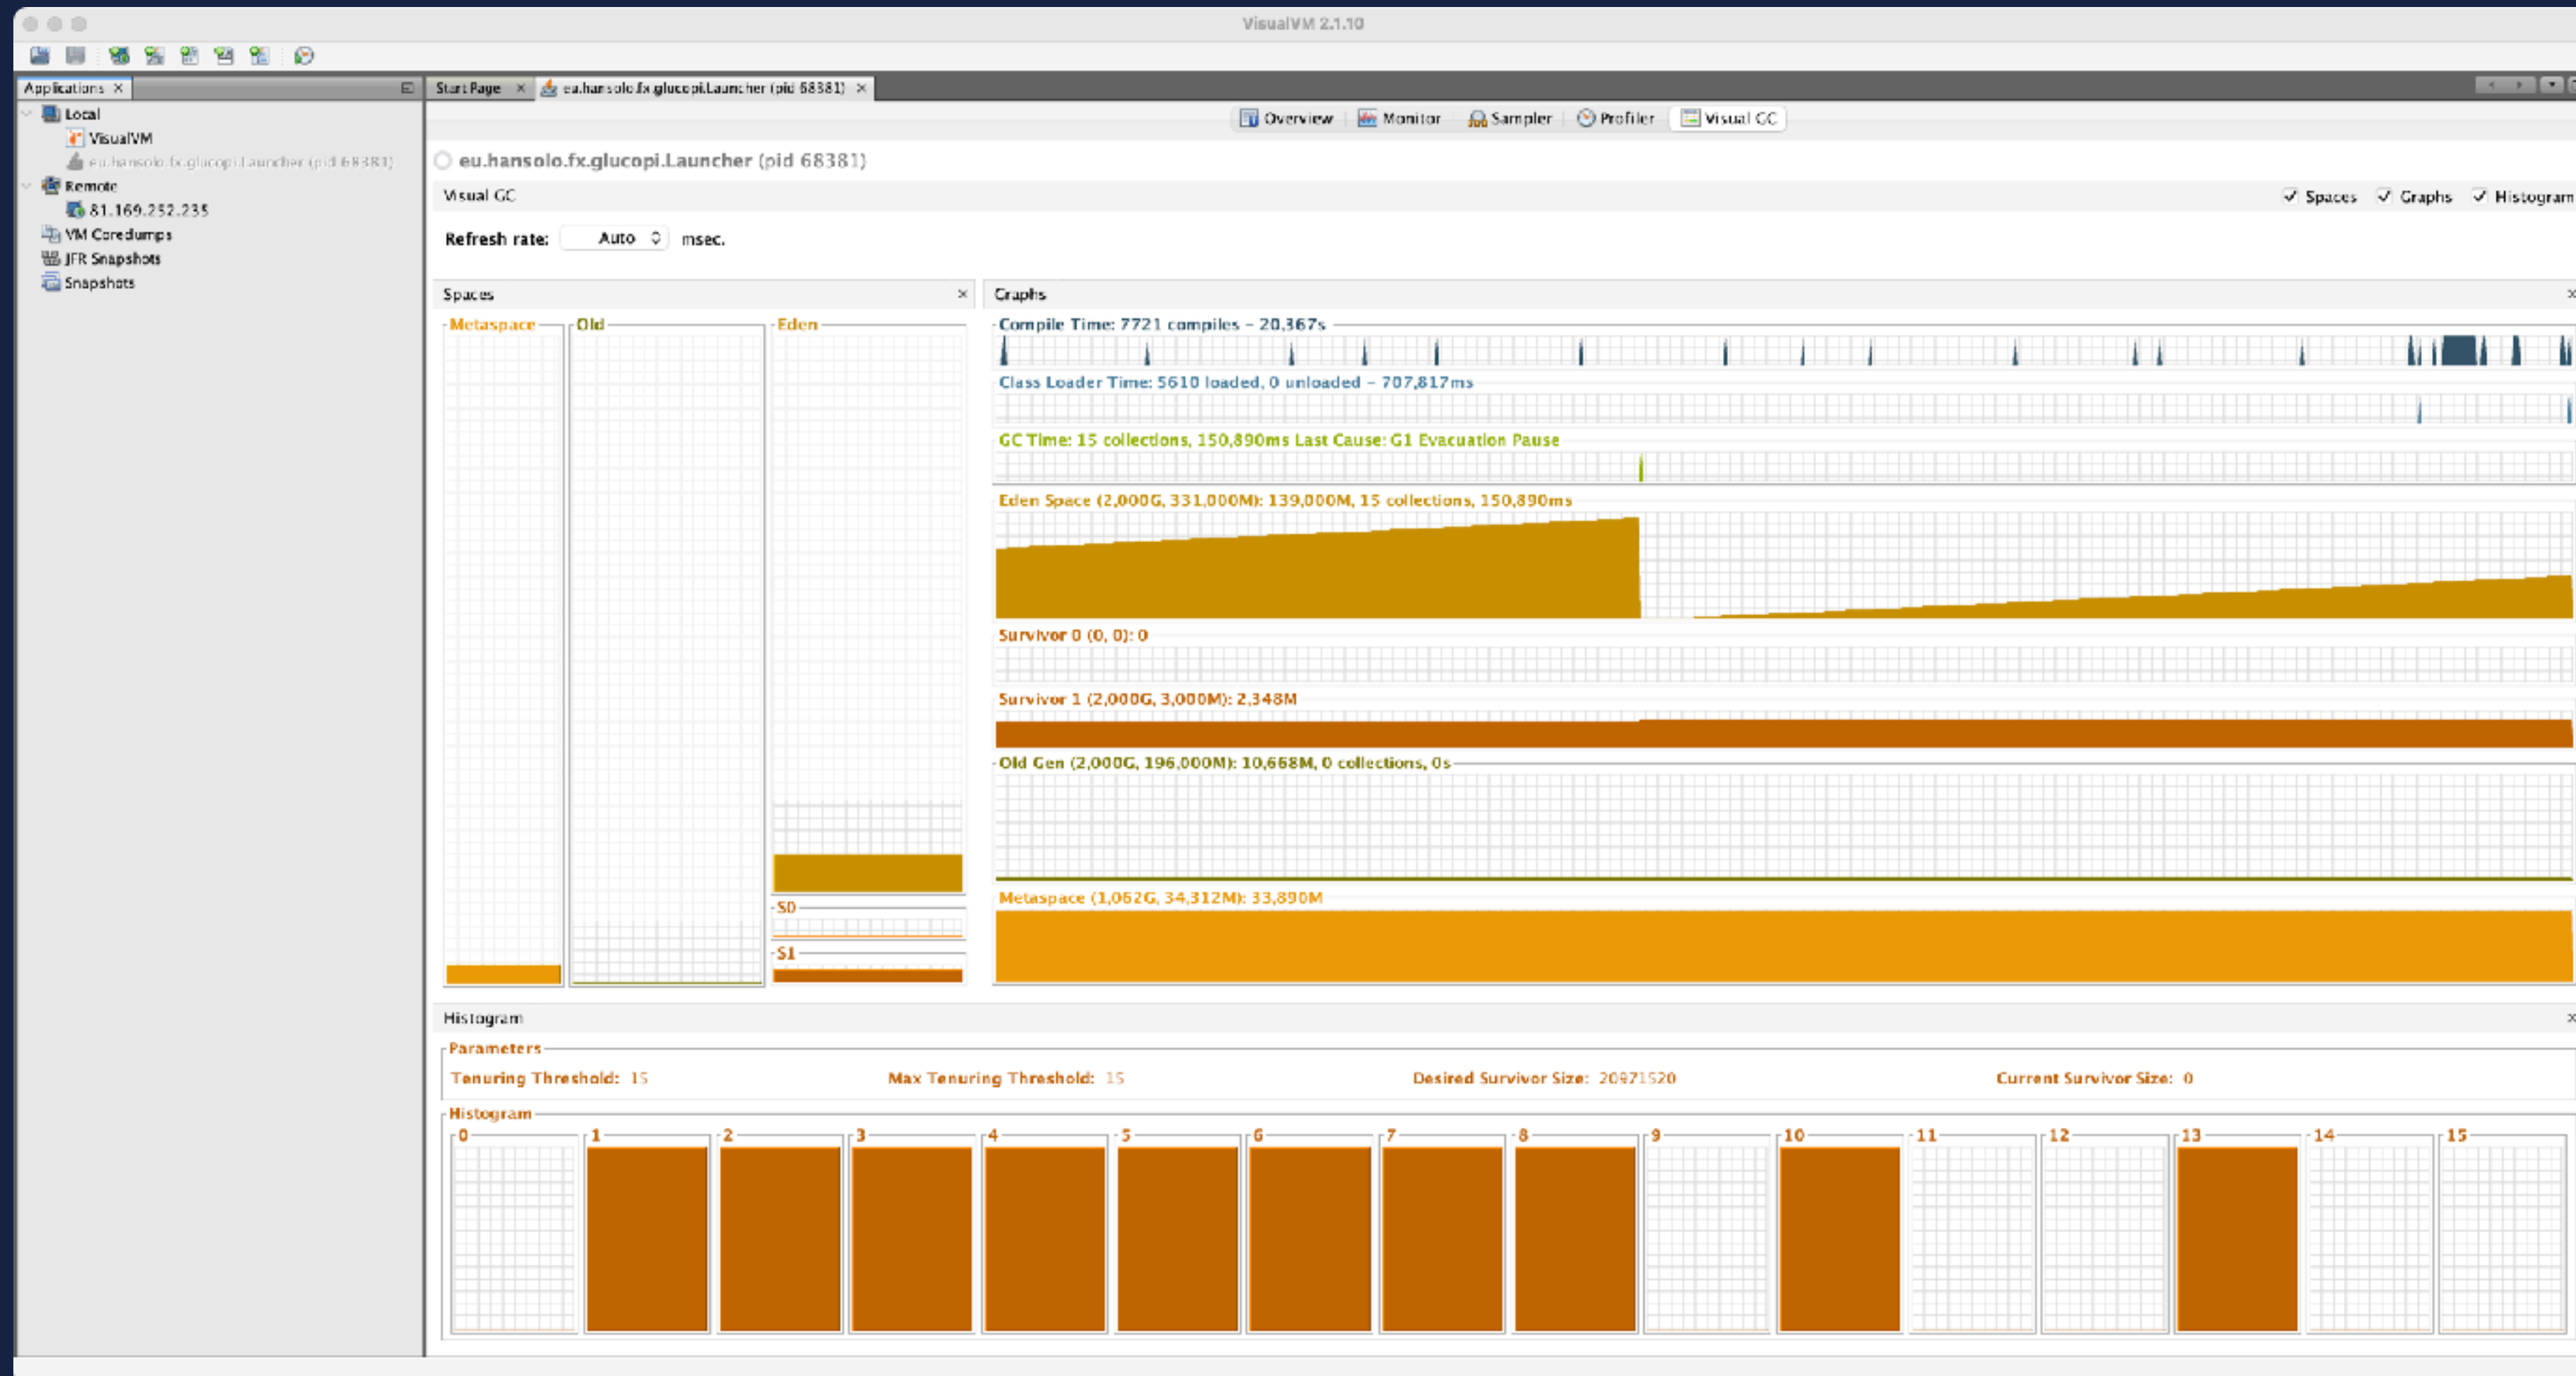 VisualVM 2.1.10
Applications
Start Page
eu.hansolo.fx.glucopi.Launcher (pid 68381)
Local
VisualVM
eu.hansolo.fx.glucopi.Launcher (pid 68381)
Remote
81.169.252.235
VM Coredumps
JFR Snapshots
Snapshots
Overview Monitor Sampler Profiler Visual GC
eu.hansolo.fx.glucopi.Launcher (pid 68381)
Visual GC
Spaces Graphs Histogram
Refresh rate: Auto msec.
Spaces
Metaspace Old Eden
S0
S1
Graphs
Compile Time: 7721 compiles - 20,367s
Class Loader Time: 5610 loaded, 0 unloaded - 707,817ms
GC Time: 15 collections, 150,890ms Last Cause: G1 Evacuation Pause
Eden Space (2,000G, 331,000M): 139,000M, 15 collections, 150,890ms
Survivor 0 (0, 0): 0
Survivor 1 (2,000G, 3,000M): 2,348M
Old Gen (2,000G, 196,000M): 10,668M, 0 collections, 0s
Metaspace (1,062G, 34,312M): 33,890M
Histogram
Parameters
Tenuring Threshold: 15 Max Tenuring Threshold: 15 Desired Survivor Size: 20971520 Current Survivor Size: 0
Histogram
0 1 2 3 4 5 6 7 8 9 10 11 12 13 14 15